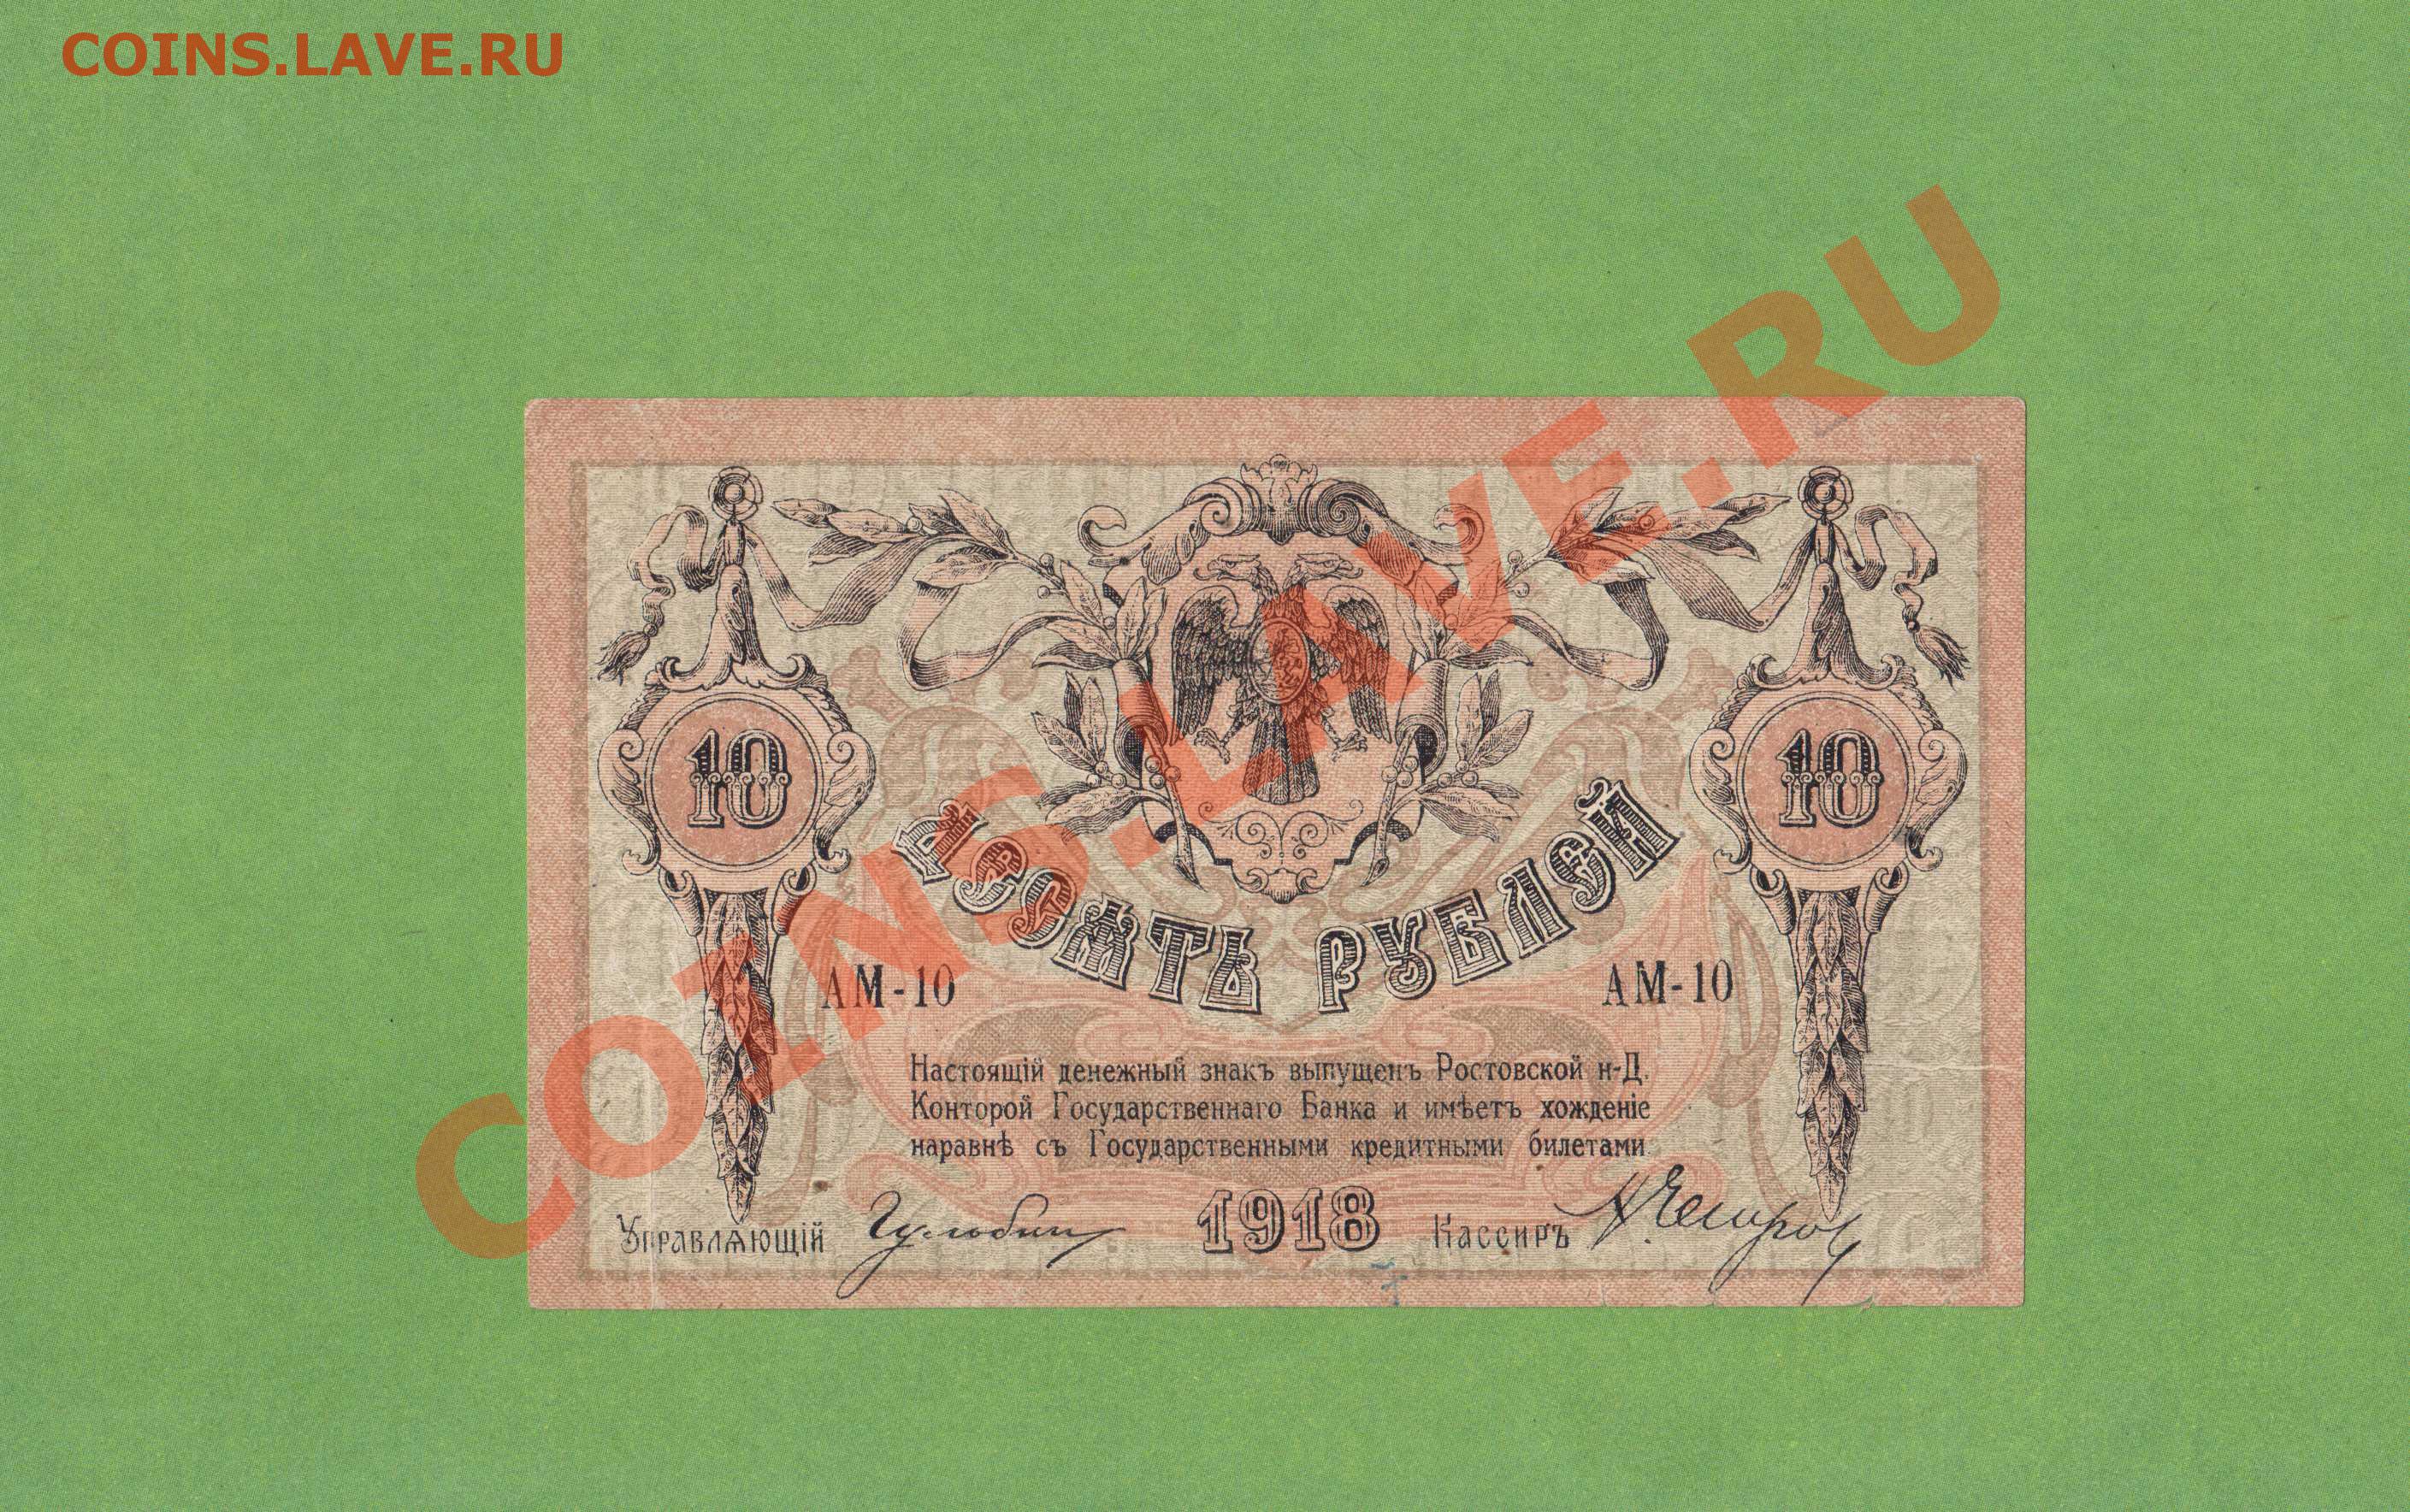 COINS.LAVE.RU
COINS.LAVE.RU
10
10
ДЕСЯТЬ РУБЛЕЙ
АМ-10
АМ-10
Настоящій денежный знакъ выпущенъ Ростовской н-Д.
Конторой Государственнаго Банка и имѣетъ хожденіе
наравнѣ съ Государственными кредитными билетами
Управляющій
1918
Кассиръ